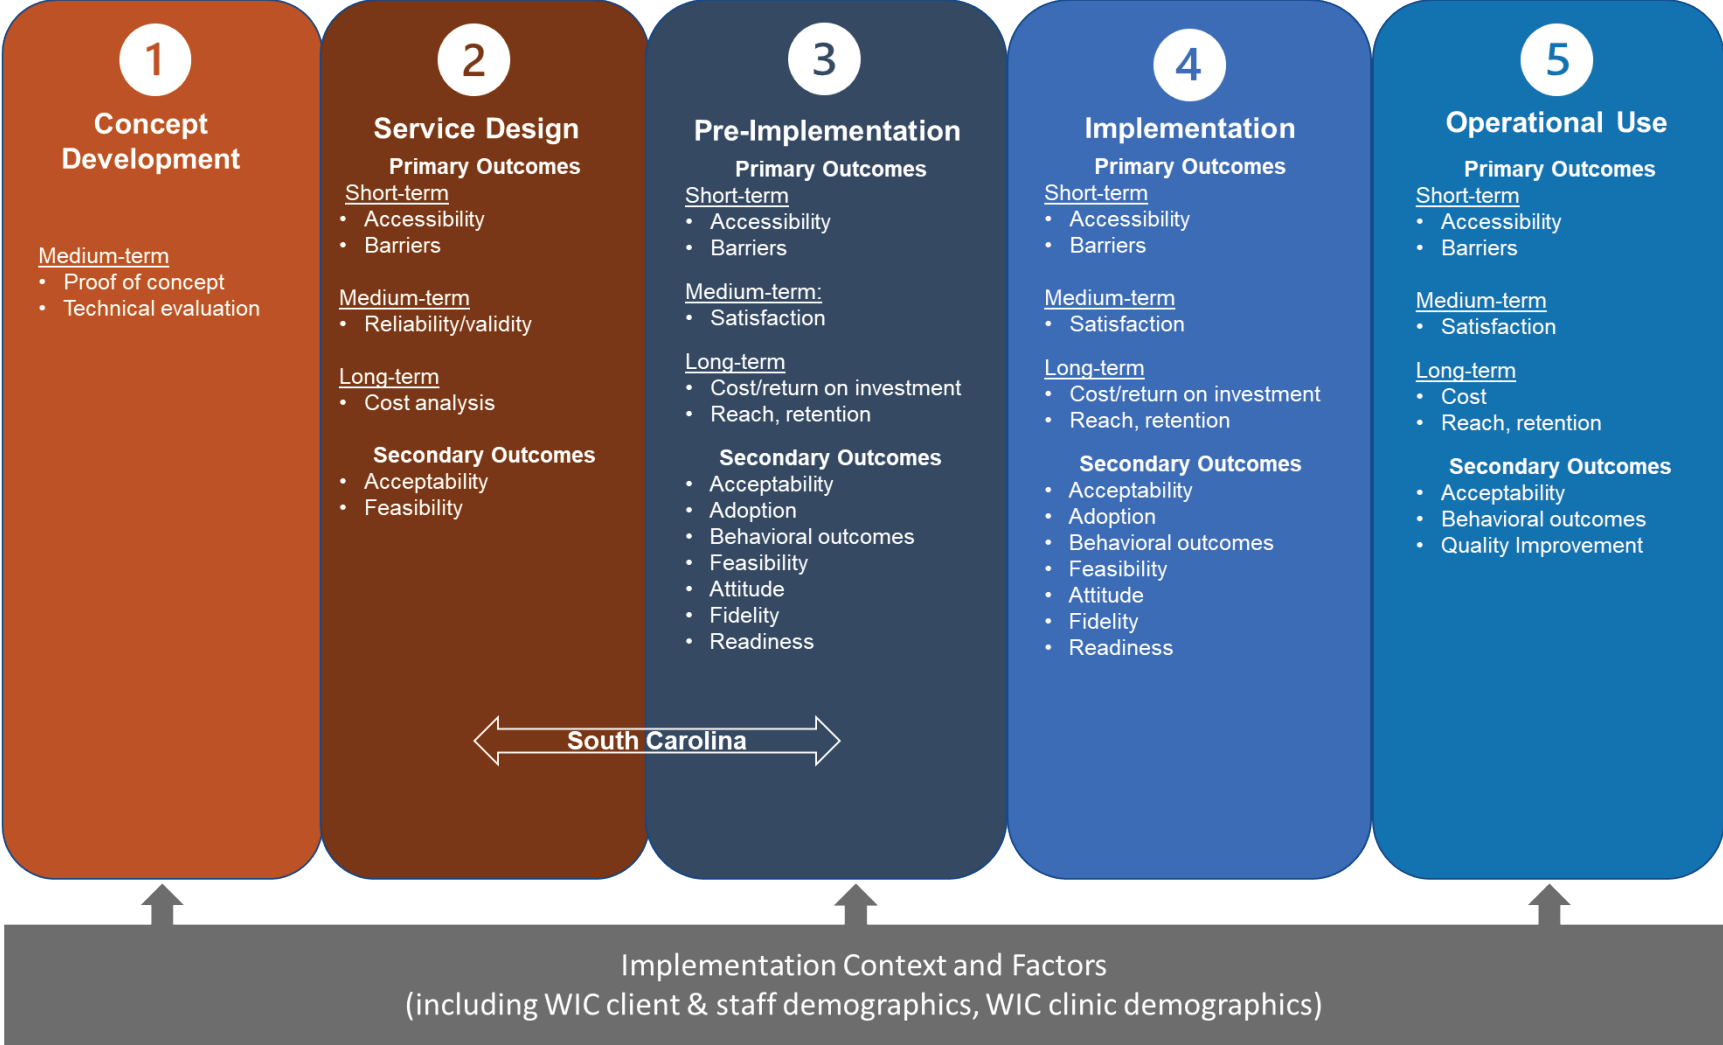 1
Concept
Development
Medium-term
• Proof of concept
• Technical evaluation
2
Service Design
Primary Outcomes
Short-term
• Accessibility
• Barriers
Medium-term
• Reliability/validity
Long-term
• Cost analysis
Secondary Outcomes
• Acceptability
• Feasibility
3
Pre-Implementation
Primary Outcomes
Short-term
• Accessibility
• Barriers
Medium-term:
• Satisfaction
Long-term
• Cost/return on investment
• Reach, retention
Secondary Outcomes
• Acceptability
• Adoption
• Behavioral outcomes
• Feasibility
• Attitude
• Fidelity
• Readiness
4
Implementation
Primary Outcomes
Short-term
• Accessibility
• Barriers
Medium-term
• Satisfaction
Long-term
• Cost/return on investment
• Reach, retention
Secondary Outcomes
• Acceptability
• Adoption
• Behavioral outcomes
• Feasibility
• Attitude
• Fidelity
• Readiness
5
Operational Use
Primary Outcomes
Short-term
• Accessibility
• Barriers
Medium-term
• Satisfaction
Long-term
• Cost
• Reach, retention
Secondary Outcomes
• Acceptability
• Behavioral outcomes
• Quality Improvement
South Carolina
Implementation Context and Factors
(including WIC client & staff demographics, WIC clinic demographics)